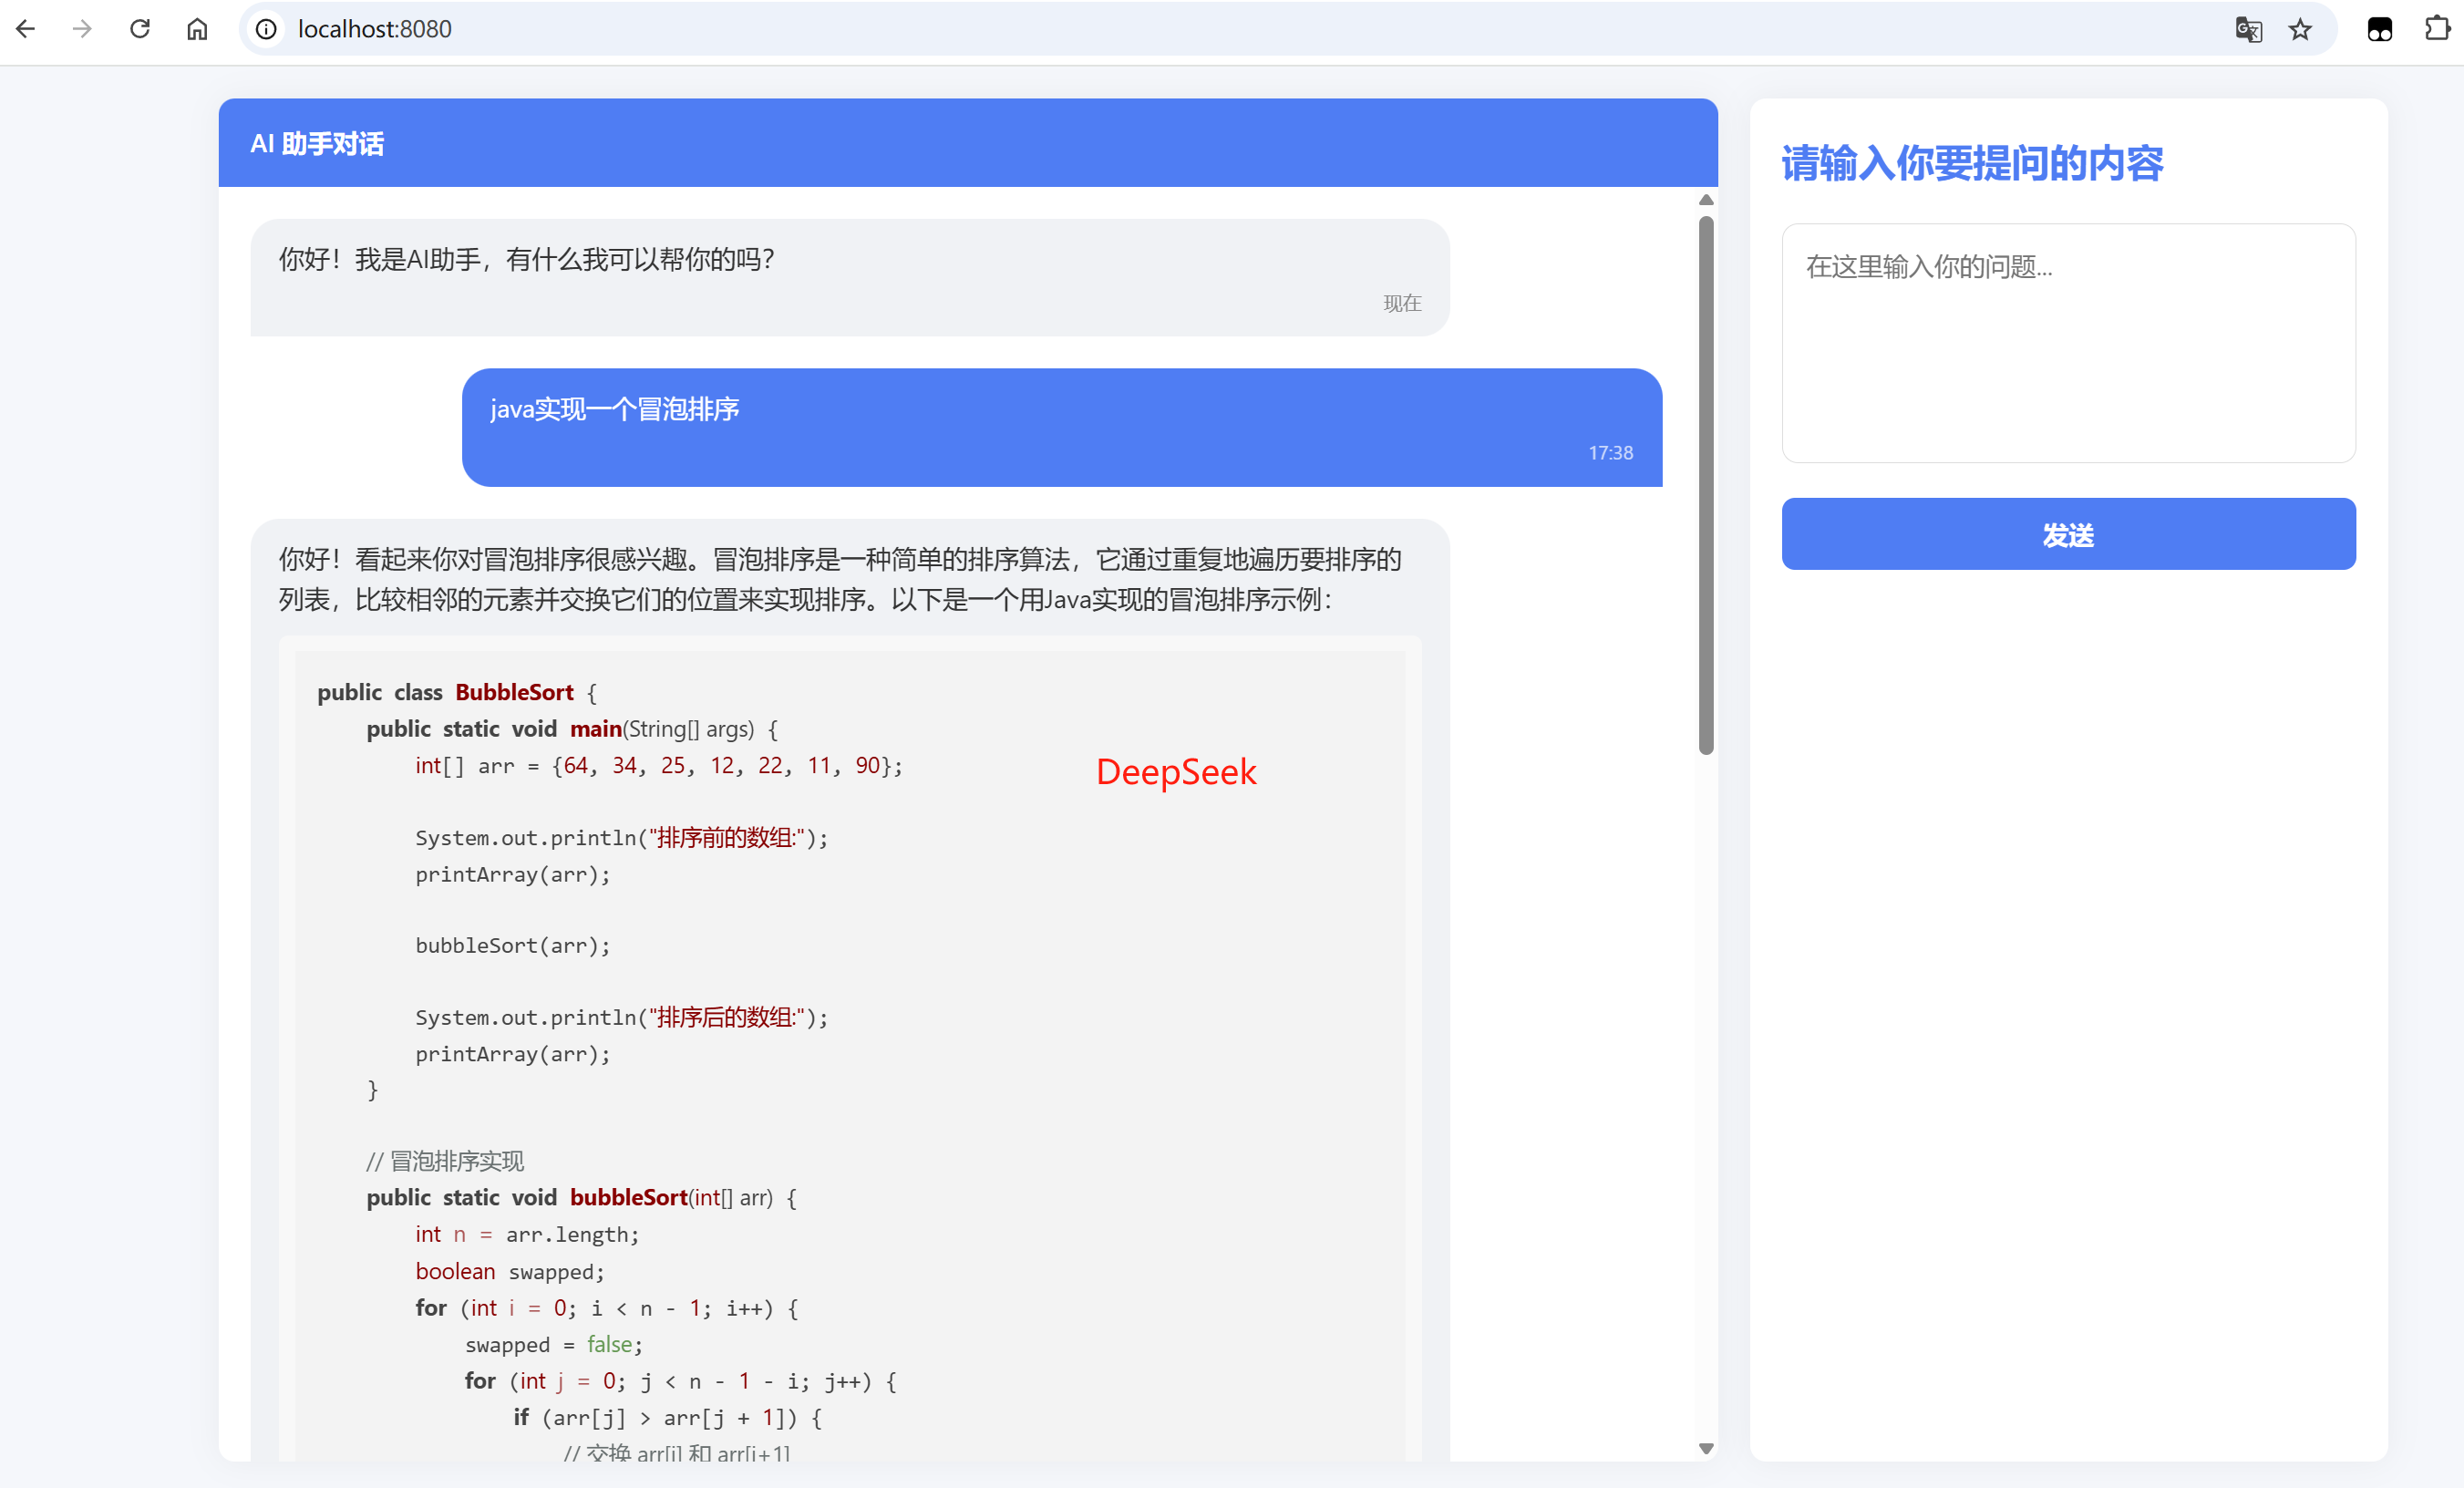 localhost:8080
AI 助手对话
你好！我是AI助手，有什么我可以帮你的吗？
现在
java实现一个冒泡排序
17:38
你好！看起来你对冒泡排序很感兴趣。冒泡排序是一种简单的排序算法，它通过重复地遍历要排序的
列表，比较相邻的元素并交换它们的位置来实现排序。以下是一个用Java实现的冒泡排序示例：
public class BubbleSort {
public static void main(String[] args) {
int[] arr = {64, 34, 25, 12, 22, 11, 90};
DeepSeek
System.out.println("排序前的数组:");
printArray(arr);
bubbleSort(arr);
System.out.println("排序后的数组:");
printArray(arr);
}
// 冒泡排序实现
public static void bubbleSort(int[] arr) {
int n = arr.length;
boolean swapped;
for (int i = 0; i < n - 1; i++) {
swapped = false;
for (int j = 0; j < n - 1 - i; j++) {
if (arr[j] > arr[j + 1]) {
// 交换 arr[j] 和 arr[j+1]
请输入你要提问的内容
在这里输入你的问题...
发送